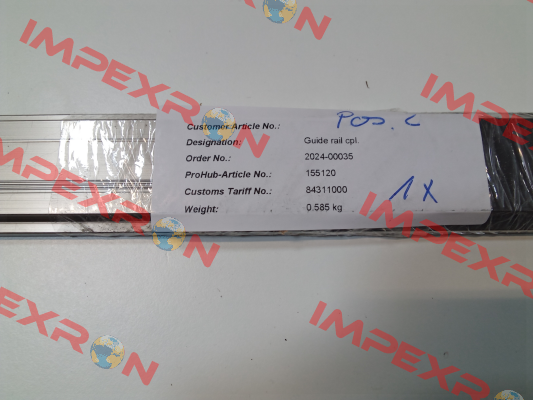 IMPEXRON
IMPEXRON
Customer Article No.: POS. 2
Designation: Guide rail cpl.
Order No.: 2024-00035
ProHub-Article No.: 155120
Customs Tariff No.: 84311000 1X
Weight: 0.585 kg
IMPEXRON
IMPEXRON
IMPEXRON